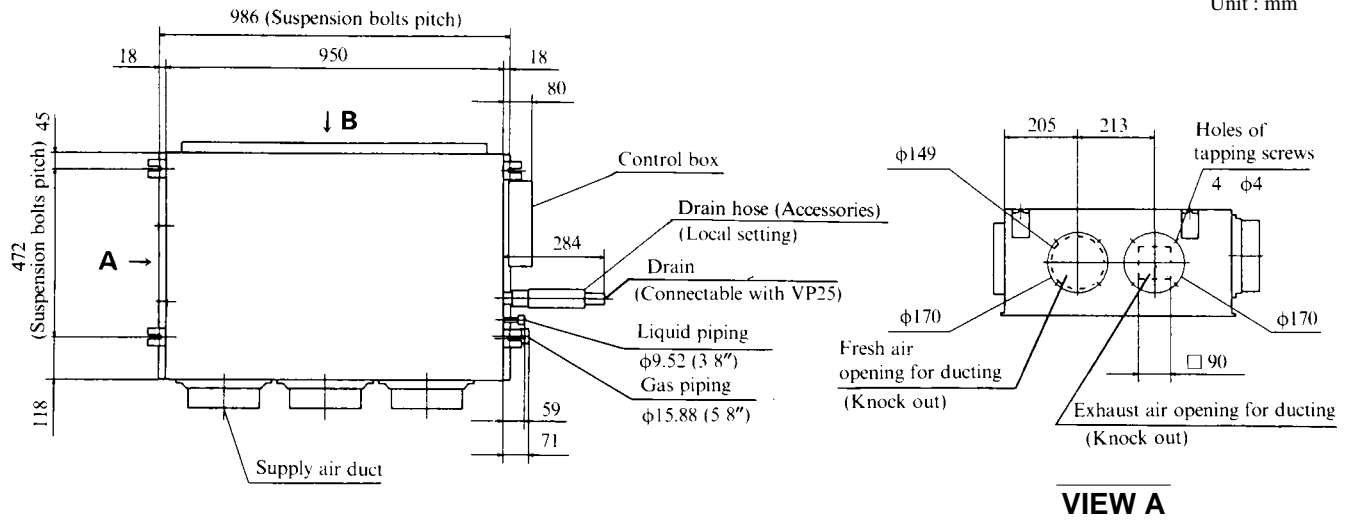 Unit : mm
986 (Suspension bolts pitch)
18
950
18
80
↓ B
45
472
(Suspension bolts pitch)
118
A →
Control box
Drain hose (Accessories)
(Local setting)
284
Drain
(Connectable with VP25)
Liquid piping
ϕ9.52 (3 8″)
Gas piping
ϕ15.88 (5 8″)
59
71
Supply air duct
205
213
Holes of
tapping screws
4 ϕ4
ϕ149
ϕ170
ϕ170
Fresh air
opening for ducting
(Knock out)
□ 90
Exhaust air opening for ducting
(Knock out)
VIEW A